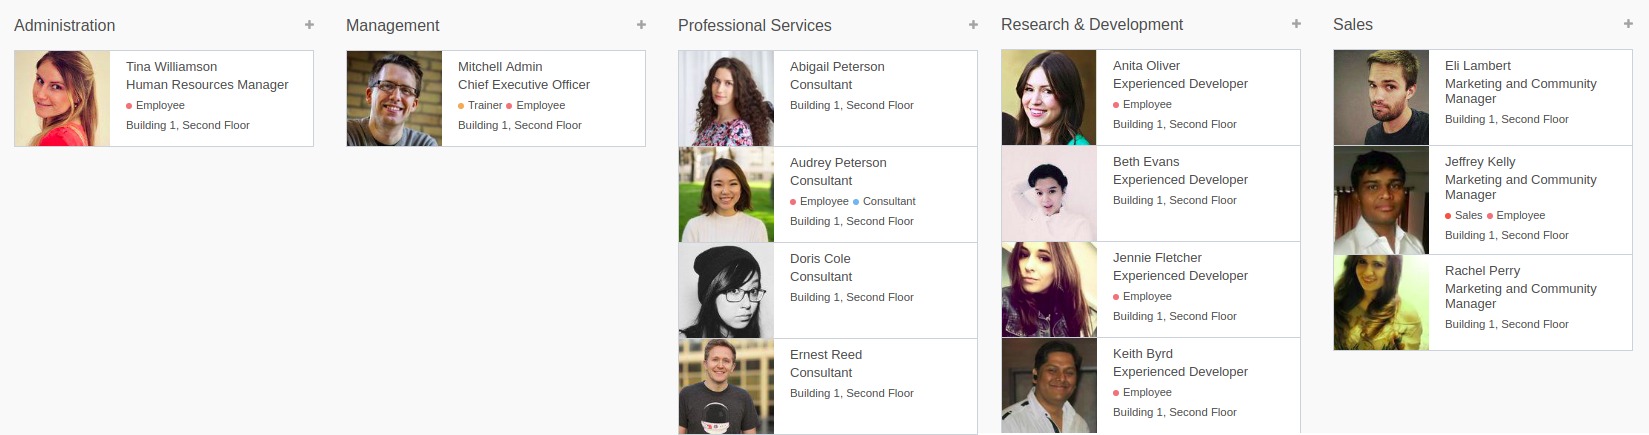 Administration
Tina Williamson
Human Resources Manager
Employee
Building 1, Second Floor
Management
Mitchell Admin
Chief Executive Officer
Trainer Employee
Building 1, Second Floor
Professional Services
Abigail Peterson
Consultant
Building 1, Second Floor
Audrey Peterson
Consultant
Employee Consultant
Building 1, Second Floor
Doris Cole
Consultant
Building 1, Second Floor
Ernest Reed
Consultant
Building 1, Second Floor
Research & Development
Anita Oliver
Experienced Developer
Employee
Building 1, Second Floor
Beth Evans
Experienced Developer
Building 1, Second Floor
Jennie Fletcher
Experienced Developer
Employee
Building 1, Second Floor
Keith Byrd
Experienced Developer
Employee
Building 1, Second Floor
Sales
Eli Lambert
Marketing and Community
Manager
Building 1, Second Floor
Jeffrey Kelly
Marketing and Community
Manager
Sales Employee
Building 1, Second Floor
Rachel Perry
Marketing and Community
Manager
Building 1, Second Floor